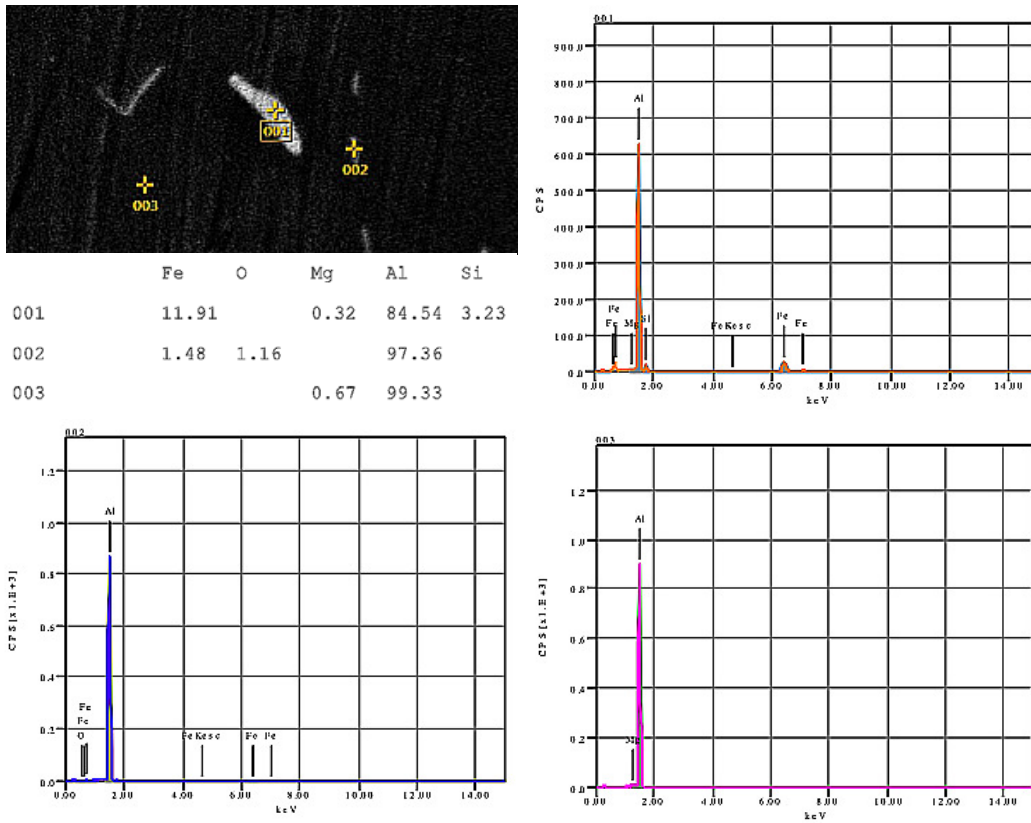 001
002
003
Fe O Mg Al Si
001 11.91 0.32 84.54 3.23
002 1.48 1.16 97.36
003 0.67 99.33
001
900.0
800.0
700.0
600.0
500.0
400.0
300.0
200.0
100.0
0.0
CPS
Al
Fe
Fe Mg Si
Fe Kesc
Fe Fe
0.00 2.00 4.00 6.00 8.00 10.00 12.00 14.00
keV
002
1.2
1.0
0.8
0.6
0.4
0.2
0.0
CPS[x1.E+3]
Al
Fe
Fe
O
Fe Kesc
Fe Fe
0.00 2.00 4.00 6.00 8.00 10.00 12.00 14.00
keV
003
1.2
1.0
0.8
0.6
0.4
0.2
0.0
CPS[x1.E+3]
Al
Mg
0.00 2.00 4.00 6.00 8.00 10.00 12.00 14.00
keV